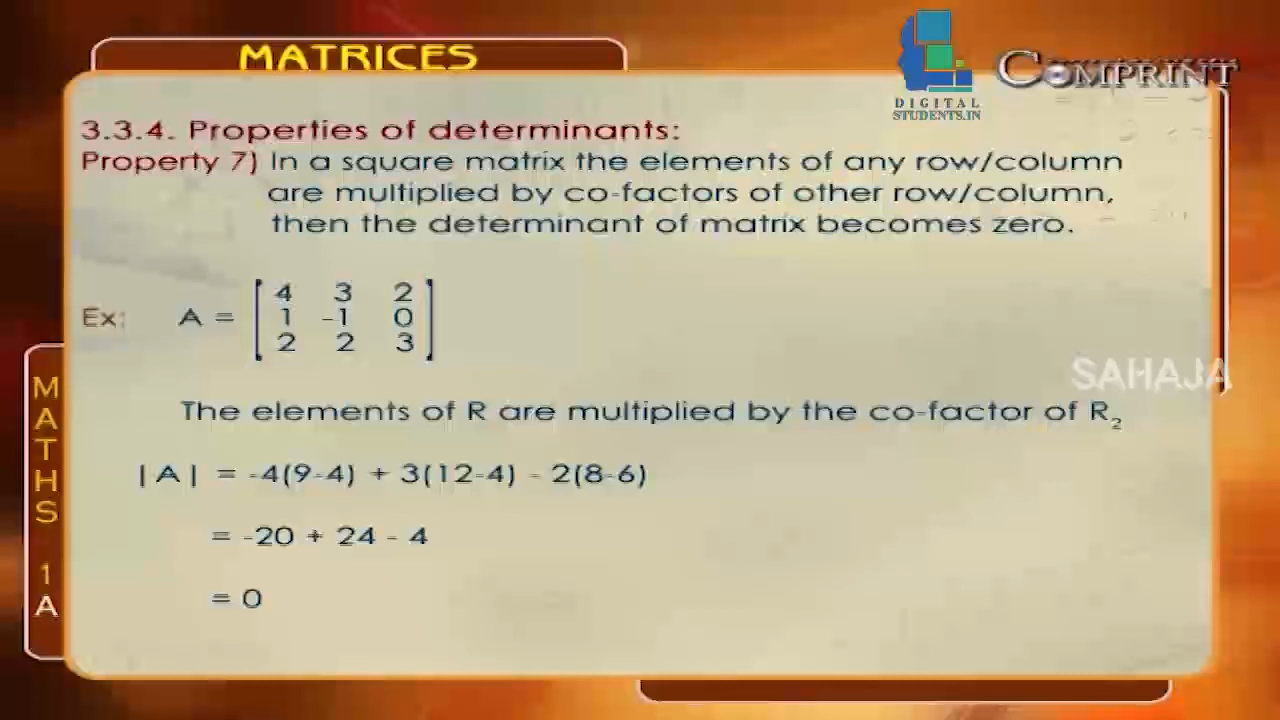 MATRICES
DIGITAL
STUDENTS.IN
COMPRINT
3.3.4. Properties of determinants:
Property 7) In a square matrix the elements of any row/column
are multiplied by co-factors of other row/column,
then the determinant of matrix becomes zero.
Ex: A = [ 4 3 2
1 -1 0
2 2 3 ]
SAHAJA
The elements of R are multiplied by the co-factor of R₂
|A| = -4(9-4) + 3(12-4) - 2(8-6)
= -20 + 24 - 4
= 0
MATHS 1A